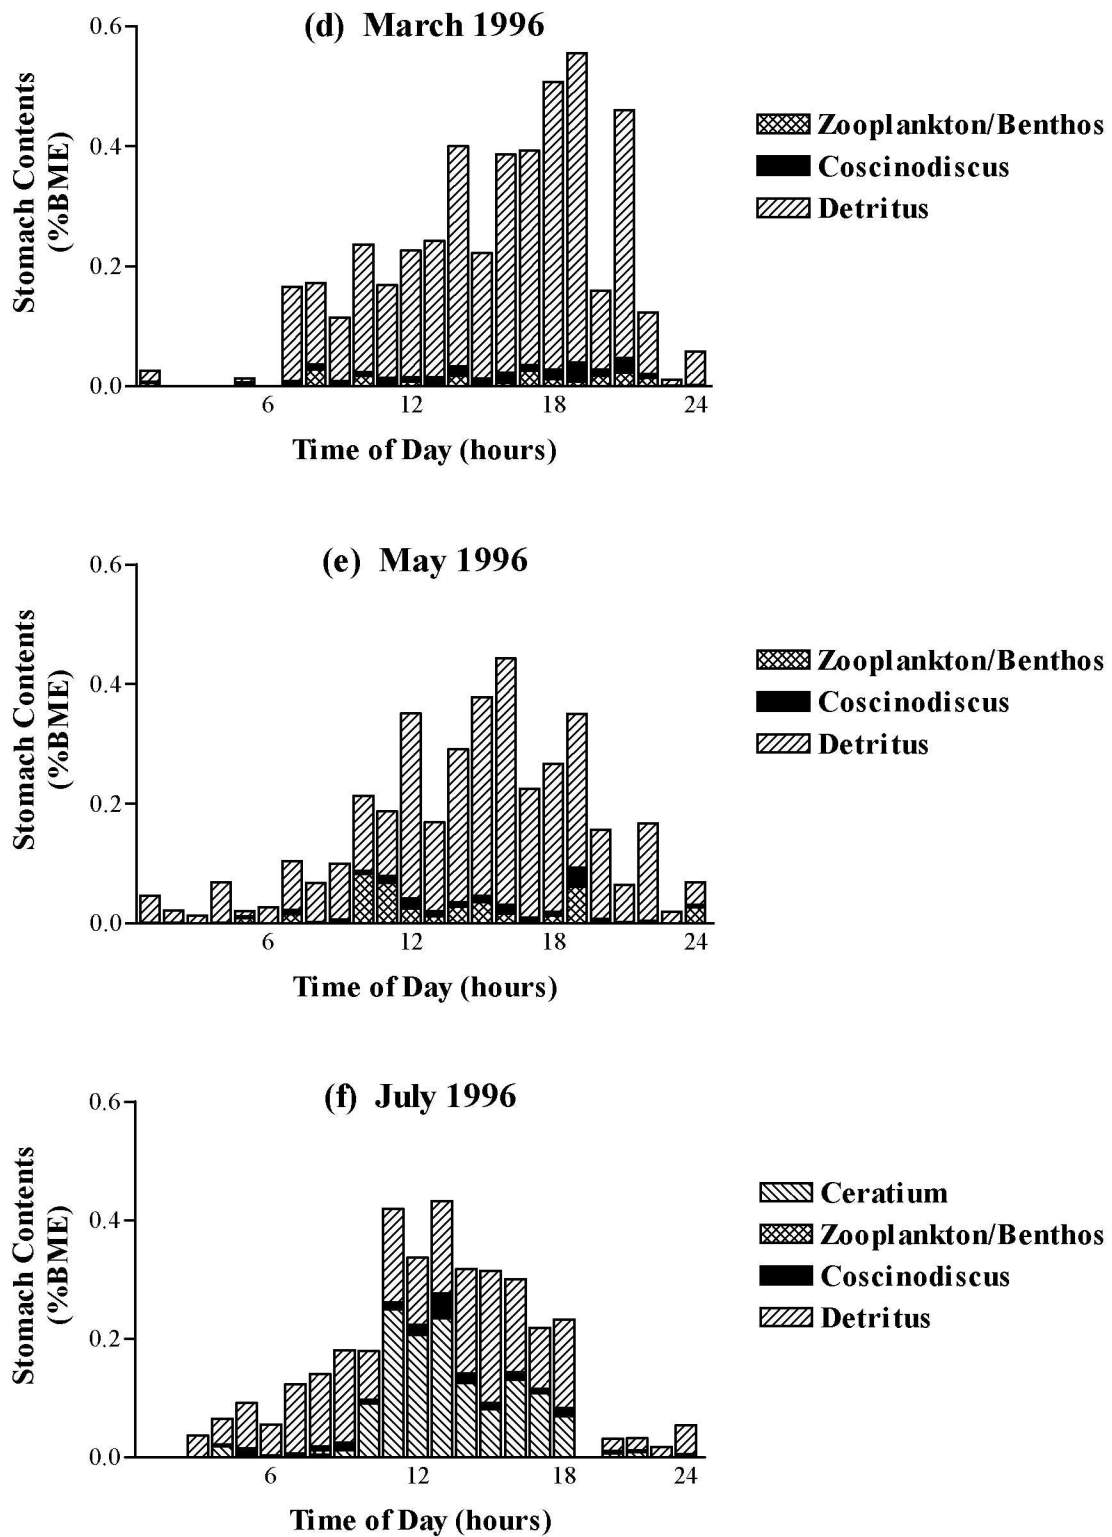 (d) March 1996
0.6
0.4
0.2
0.0
Stomach Contents
(%BME)
6
12
18
24
Time of Day (hours)
Zooplankton/Benthos
Coscinodiscus
Detritus
(e) May 1996
0.6
0.4
0.2
0.0
Stomach Contents
(%BME)
6
12
18
24
Time of Day (hours)
Zooplankton/Benthos
Coscinodiscus
Detritus
(f) July 1996
0.6
0.4
0.2
0.0
Stomach Contents
(%BME)
6
12
18
24
Time of Day (hours)
Ceratium
Zooplankton/Benthos
Coscinodiscus
Detritus